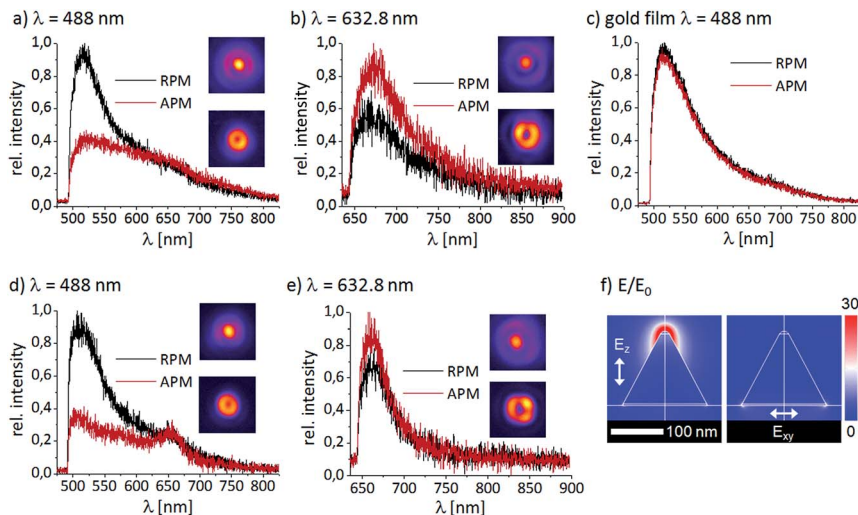 a) λ = 488 nm
rel. intensity
1,0
0,8
0,6
0,4
0,2
0,0
RPM
APM
500 550 600 650 700 750 800
λ [nm]
b) λ = 632.8 nm
rel. intensity
1,0
0,8
0,6
0,4
0,2
0,0
RPM
APM
650 700 750 800 850 900
λ [nm]
c) gold film λ = 488 nm
rel. intensity
1,0
0,8
0,6
0,4
0,2
0,0
RPM
APM
500 550 600 650 700 750 800
λ [nm]
d) λ = 488 nm
rel. intensity
1,0
0,8
0,6
0,4
0,2
0,0
RPM
APM
500 550 600 650 700 750 800
λ [nm]
e) λ = 632.8 nm
rel. intensity
1,0
0,8
0,6
0,4
0,2
0,0
RPM
APM
650 700 750 800 850 900
λ [nm]
f) E/E0
Ez
100 nm
Exy
30
0